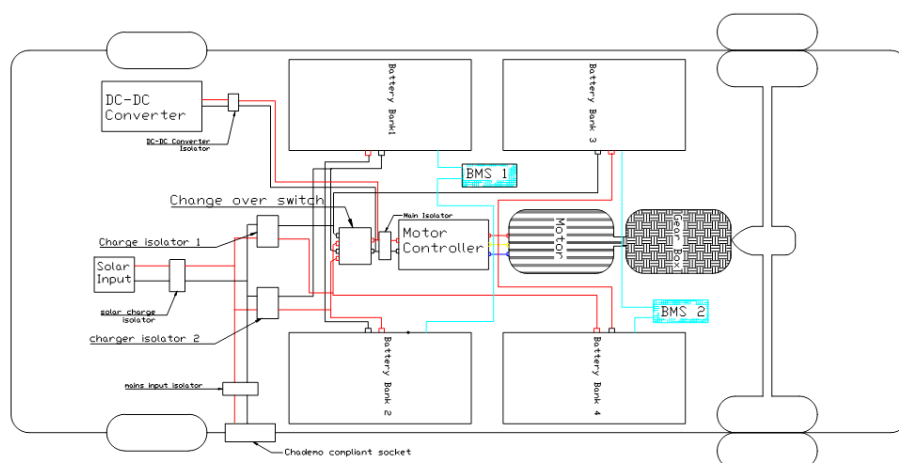 DC-DC
Converter
DC-DC Converter
Isolator
Battery Bank1
Battery Bank 3
BMS 1
Change over switch
Main Isolator
Motor
Controller
Motor
Gear Box1
Charge isolator 1
Solar
Input
solar charge
isolator
charger isolator 2
BMS 2
mains input isolator
Battery Bank 2
Battery Bank 4
Chademo compliant socket